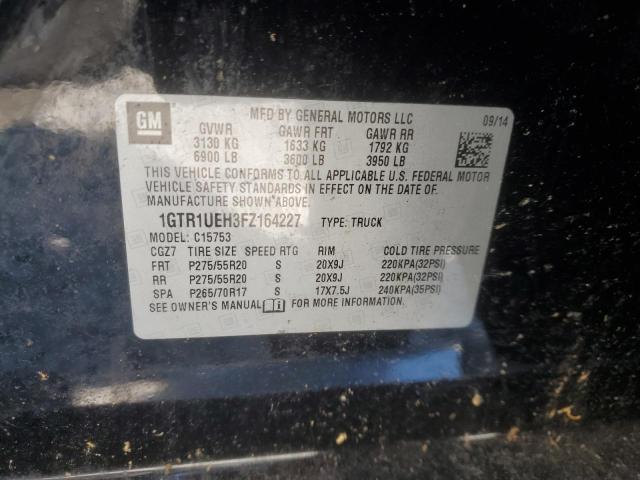 GM
MFD BY GENERAL MOTORS LLC
09/14
GVWR GAWR FRT GAWR RR
3130 KG 1633 KG 1792 KG
6900 LB 3600 LB 3950 LB
THIS VEHICLE CONFORMS TO ALL APPLICABLE U.S. FEDERAL MOTOR
VEHICLE SAFETY STANDARDS IN EFFECT ON THE DATE OF
MANUFACTURE SHOWN ABOVE.
1GTR1UEH3FZ164227 TYPE: TRUCK
MODEL: C15753
CGZ7 TIRE SIZE SPEED RTG RIM COLD TIRE PRESSURE
FRT P275/55R20 S 20X9J 220KPA(32PSI)
RR P275/55R20 S 20X9J 220KPA(32PSI)
SPA P265/70R17 S 17X7.5J 240KPA(35PSI)
SEE OWNER'S MANUAL FOR MORE INFORMATION.